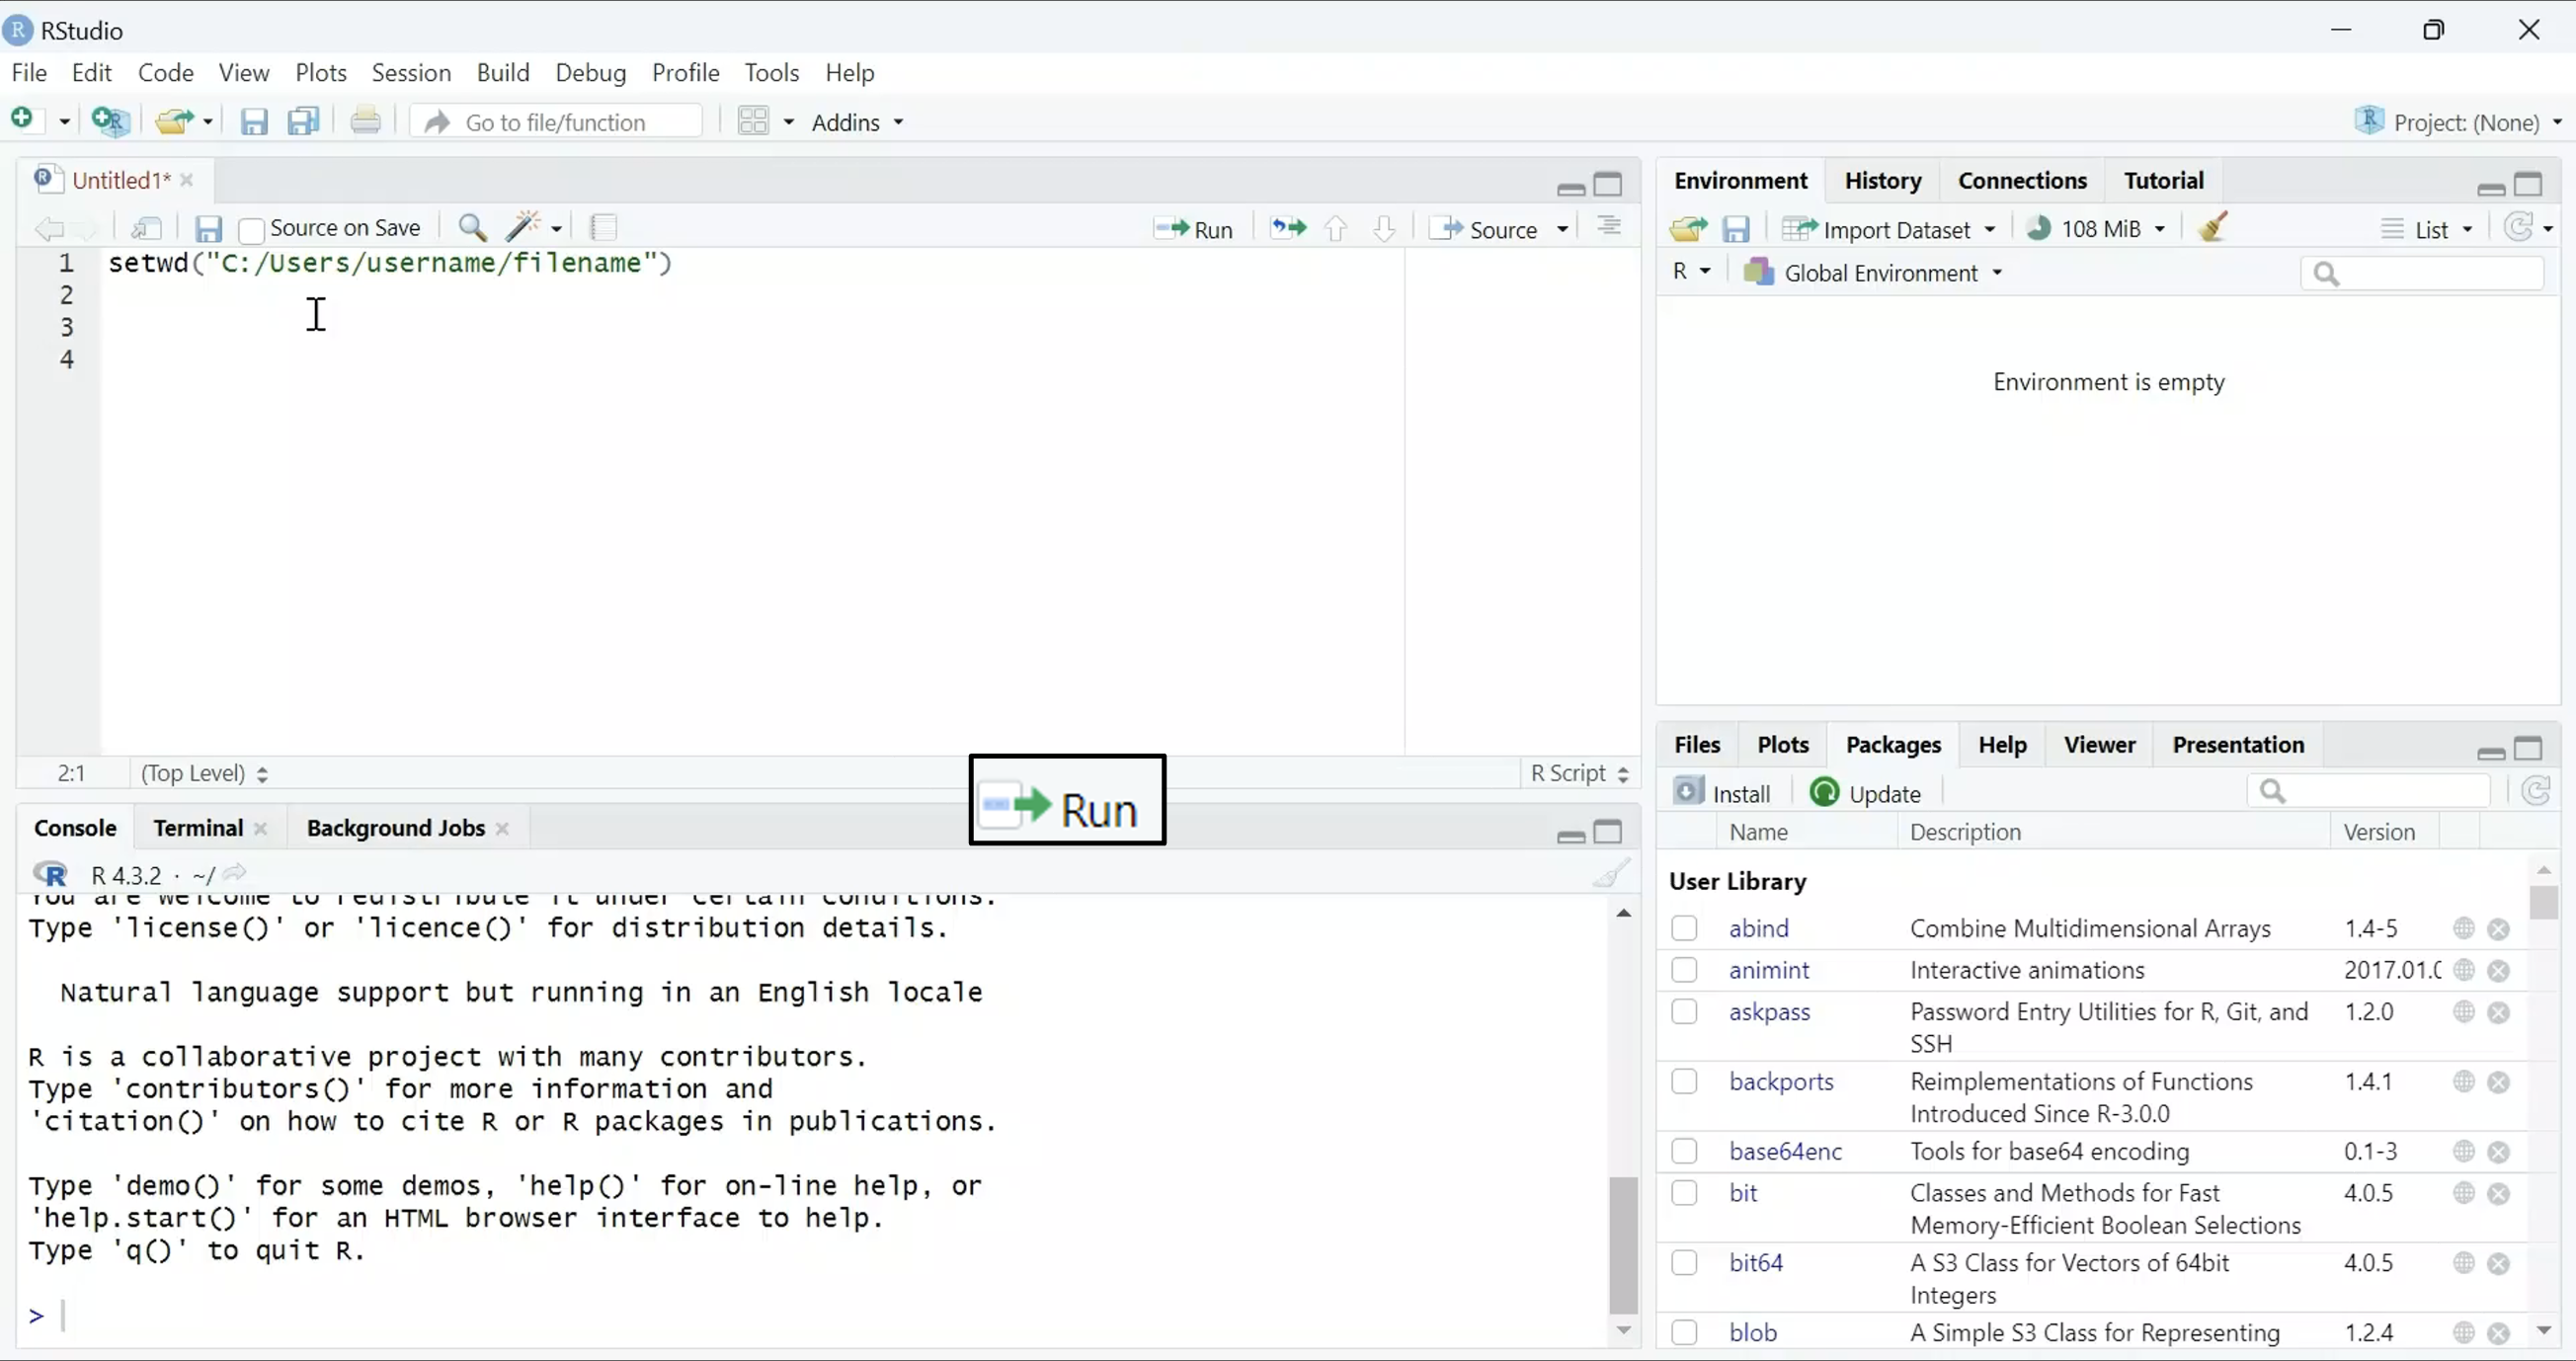 RStudio
File Edit Code View Plots Session Build Debug Profile Tools Help
Go to file/function Addins Project: (None)
Untitled1*
Source on Save Run Source
1 setwd("C:/Users/username/filename")
2
3
4
2:1 (Top Level) R Script
Run
Console Terminal Background Jobs
R 4.3.2 · ~/
You are welcome to redistribute it under certain conditions.
Type 'license()' or 'licence()' for distribution details.
Natural language support but running in an English locale
R is a collaborative project with many contributors.
Type 'contributors()' for more information and
'citation()' on how to cite R or R packages in publications.
Type 'demo()' for some demos, 'help()' for on-line help, or
'help.start()' for an HTML browser interface to help.
Type 'q()' to quit R.
>
Environment History Connections Tutorial
Import Dataset 108 MiB List
R Global Environment
Environment is empty
Files Plots Packages Help Viewer Presentation
Install Update
Name Description Version
User Library
abind Combine Multidimensional Arrays 1.4-5
animint Interactive animations 2017.01.0
askpass Password Entry Utilities for R, Git, and 1.2.0
SSH
backports Reimplementations of Functions 1.4.1
Introduced Since R-3.0.0
base64enc Tools for base64 encoding 0.1-3
bit Classes and Methods for Fast 4.0.5
Memory-Efficient Boolean Selections
bit64 A S3 Class for Vectors of 64bit 4.0.5
Integers
blob A Simple S3 Class for Representing 1.2.4